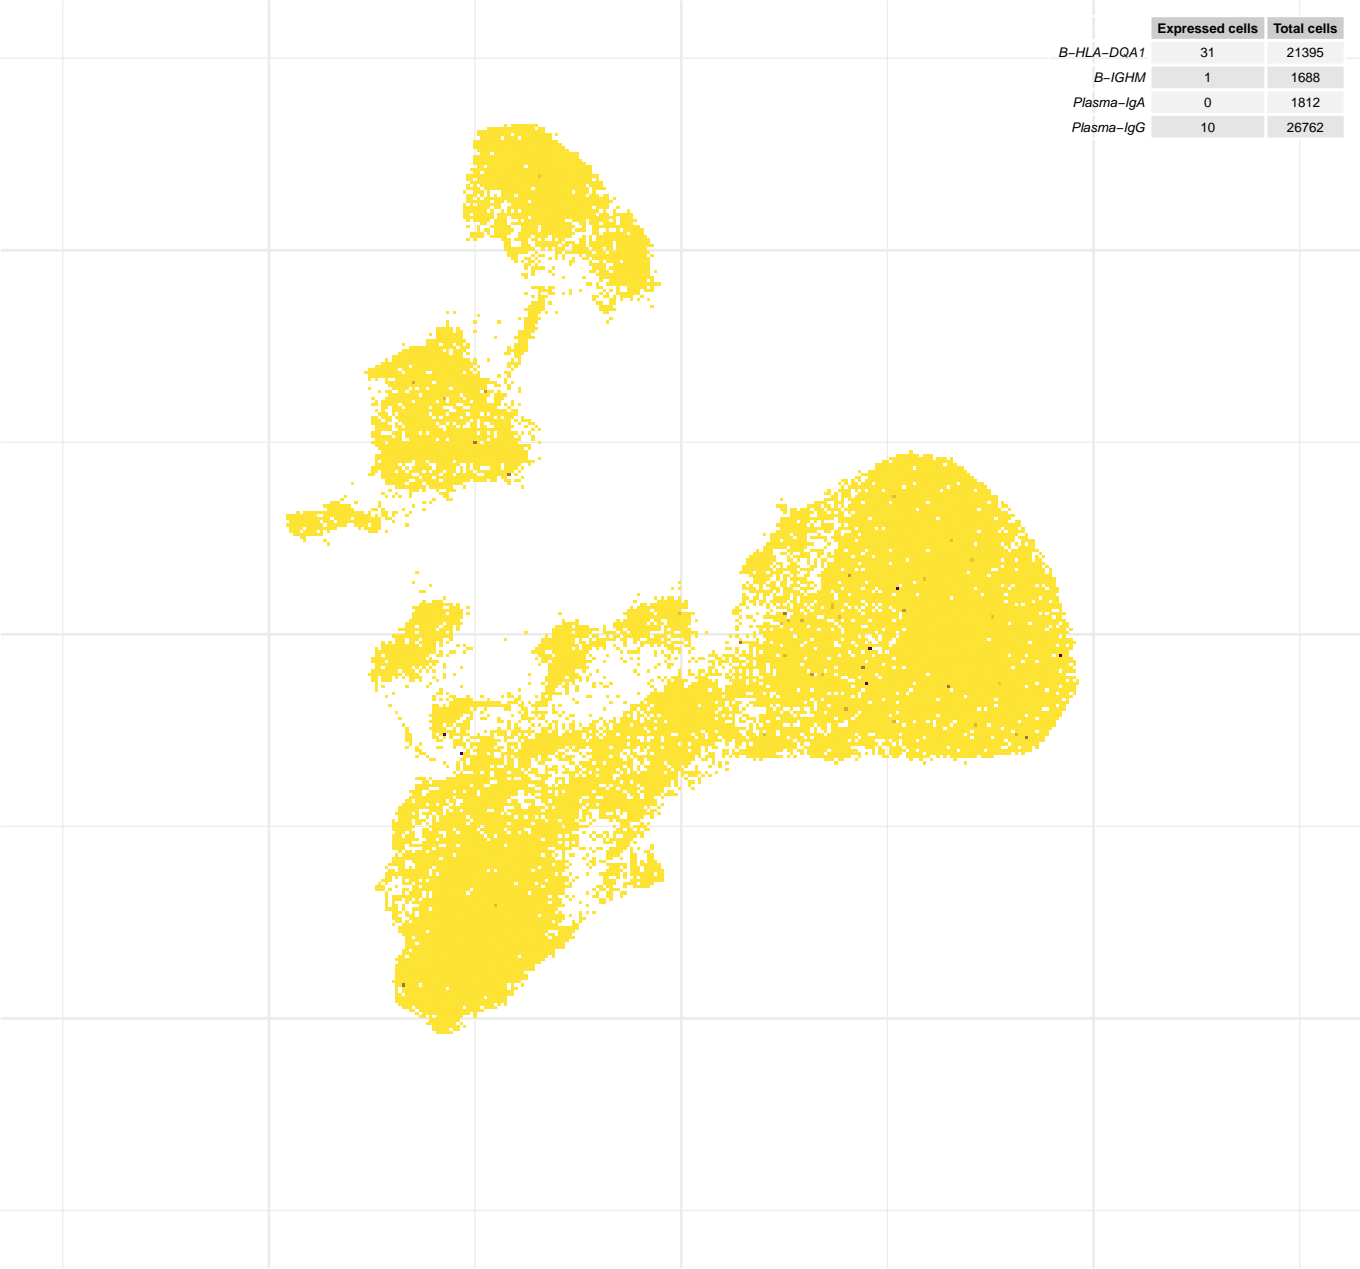 Expressed cells Total cells
B−HLA−DQA1 31 21395
B−IGHM 1 1688
Plasma−IgA 0 1812
Plasma−IgG 10 26762